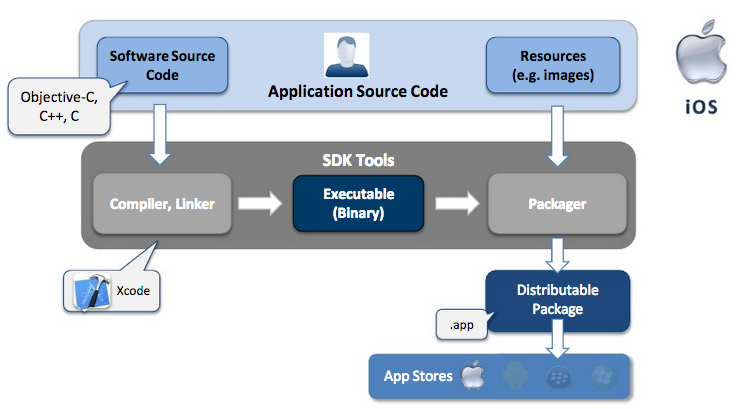 Software Source
Code
Resources
(e.g. images)
Application Source Code
Objective-C,
C++, C
iOS
SDK Tools
Compiler, Linker
Executable
(Binary)
Packager
Xcode
Distributable
Package
.app
App Stores